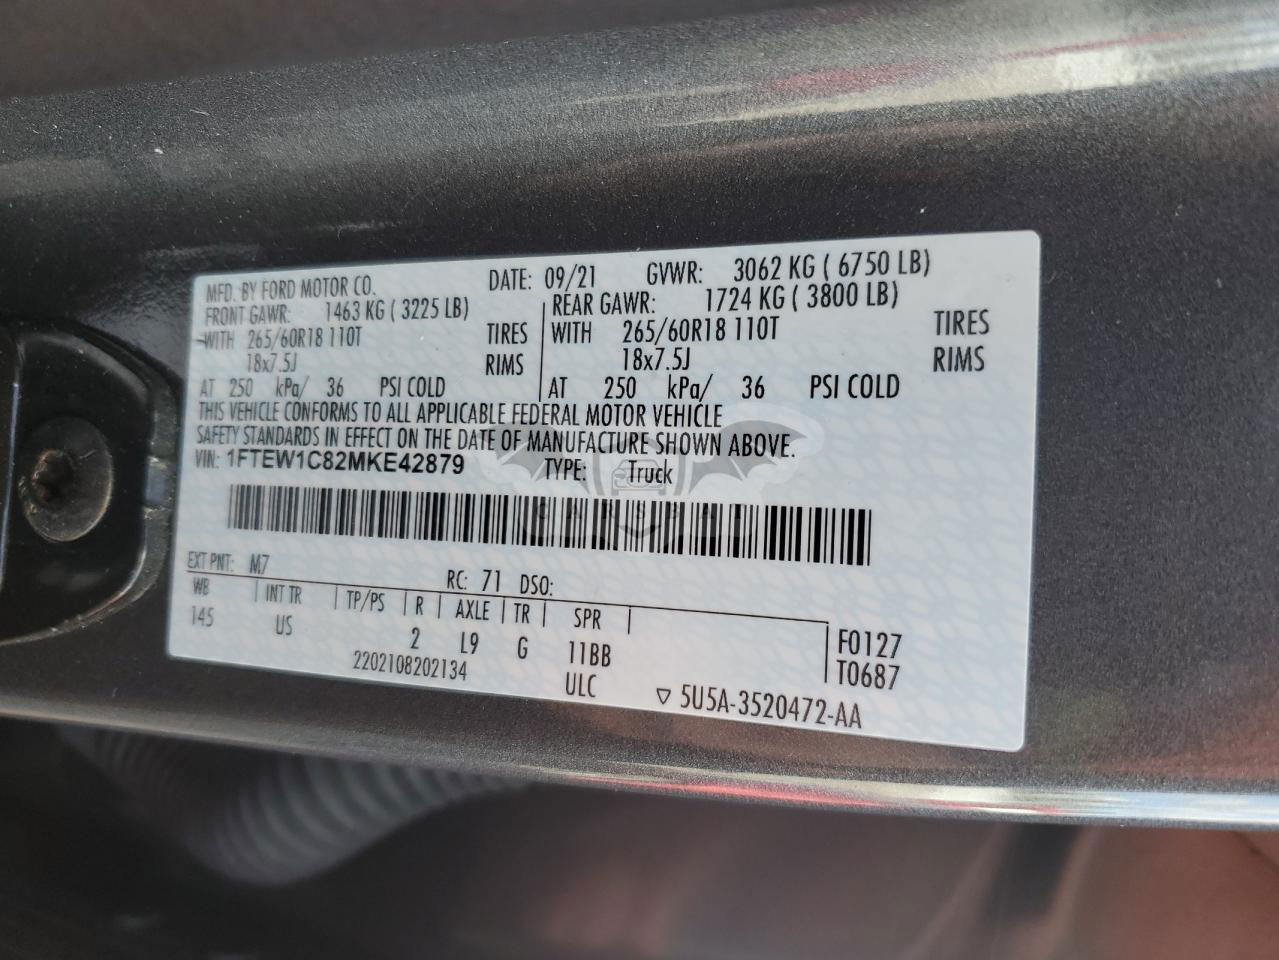 MFD. BY FORD MOTOR CO. DATE: 09/21 GVWR: 3062 KG ( 6750 LB)
FRONT GAWR: 1463 KG ( 3225 LB) REAR GAWR: 1724 KG ( 3800 LB)
WITH 265/60R18 110T TIRES WITH 265/60R18 110T TIRES
18x7.5J RIMS 18x7.5J RIMS
AT 250 kPa/ 36 PSI COLD AT 250 kPa/ 36 PSI COLD
THIS VEHICLE CONFORMS TO ALL APPLICABLE FEDERAL MOTOR VEHICLE
SAFETY STANDARDS IN EFFECT ON THE DATE OF MANUFACTURE SHOWN ABOVE.
VIN: 1FTEW1C82MKE42879 TYPE: Truck
CARSBAT
EXT PNT: M7 RC: 71 DSO:
WB INT TR TP/PS R AXLE TR SPR
145 US 2 L9 G 11BB F0127
2202108202134 ULC T0687
▽ 5U5A-3520472-AA